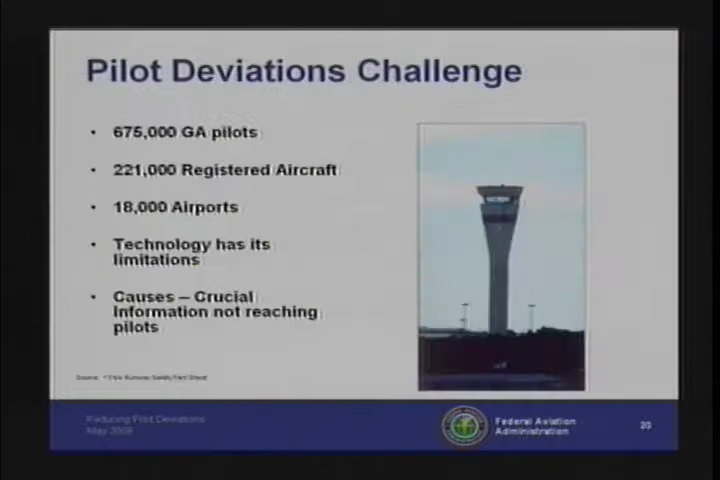 Pilot Deviations Challenge
• 675,000 GA pilots
• 221,000 Registered Aircraft
• 18,000 Airports
• Technology has its
limitations
• Causes – Crucial
Information not reaching
pilots
Reducing Pilot Deviations
May
Federal Aviation
Administration
20